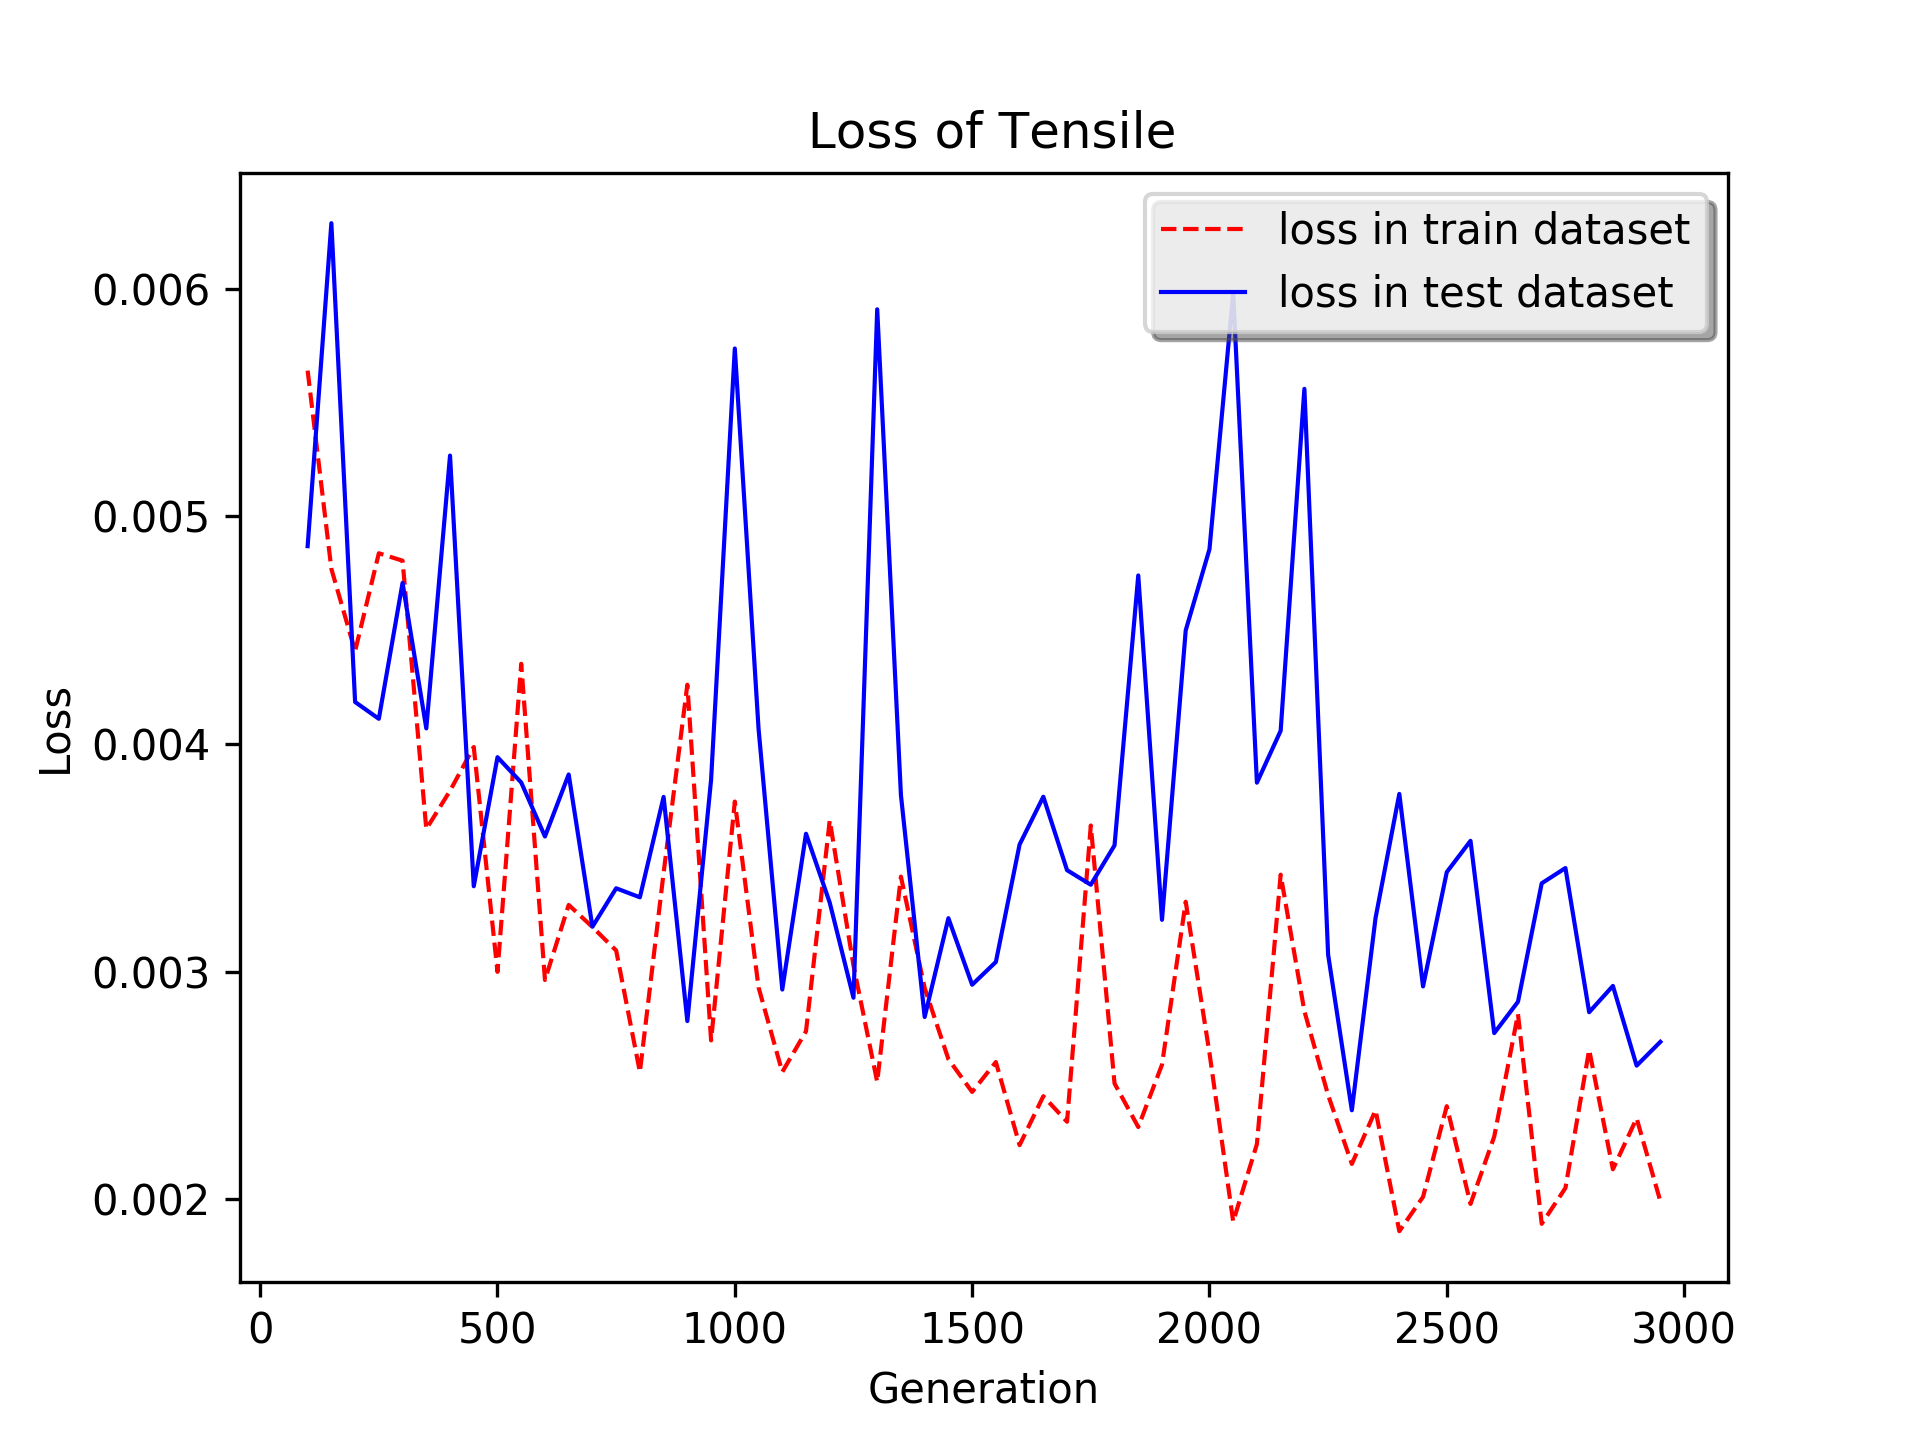 Loss of Tensile
loss in train dataset
loss in test dataset
0.006
0.005
0.004
0.003
0.002
Loss
0 500 1000 1500 2000 2500 3000
Generation